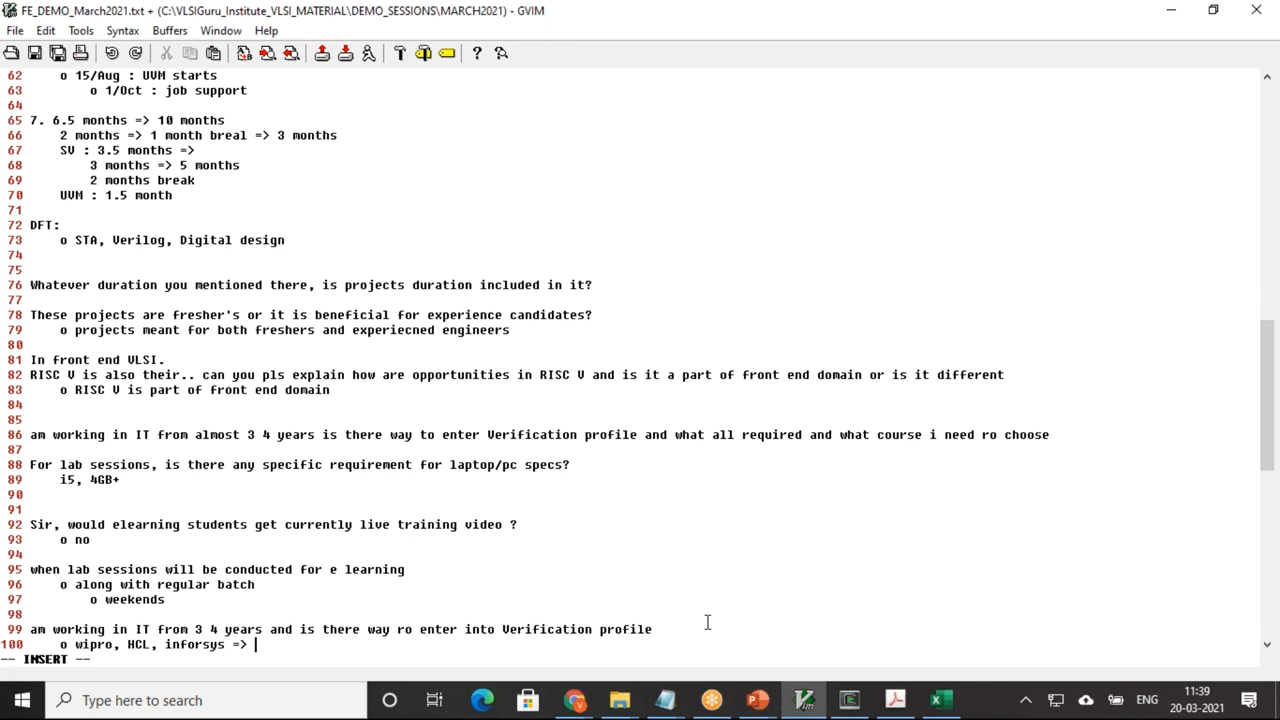 FE_DEMO_March2021.txt + (C:\VLSIGuru_Institute_VLSI_MATERIAL\DEMO_SESSIONS\MARCH2021) - GVIM
File Edit Tools Syntax Buffers Window Help
62 o 15/Aug : UVM starts
63 o 1/Oct : job support
64
65 7. 6.5 months => 10 months
66 2 months => 1 month breal => 3 months
67 SV : 3.5 months =>
68 3 months => 5 months
69 2 months break
70 UVM : 1.5 month
71
72 DFT:
73 o STA, Verilog, Digital design
74
75
76 Whatever duration you mentioned there, is projects duration included in it?
77
78 These projects are fresher's or it is beneficial for experience candidates?
79 o projects meant for both freshers and experiecned engineers
80
81 In front end VLSI.
82 RISC V is also their.. can you pls explain how are opportunities in RISC V and is it a part of front end domain or is it different
83 o RISC V is part of front end domain
84
85
86 am working in IT from almost 3 4 years is there way to enter Verification profile and what all required and what course i need ro choose
87
88 For lab sessions, is there any specific requirement for laptop/pc specs?
89 i5, 4GB+
90
91
92 Sir, would elearning students get currently live training video ?
93 o no
94
95 when lab sessions will be conducted for e learning
96 o along with regular batch
97 o weekends
98
99 am working in IT from 3 4 years and is there way ro enter into Verification profile
100 o wipro, HCL, inforsys =>
-- INSERT --
Type here to search
ENG
11:39
20-03-2021